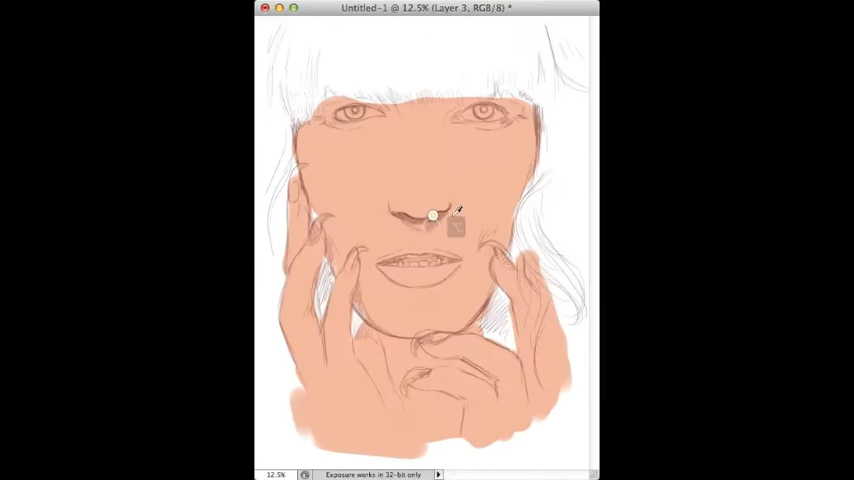 Untitled-1 @ 12.5% (Layer 3, RGB/8) *
12.5%
Exposure works in 32-bit only